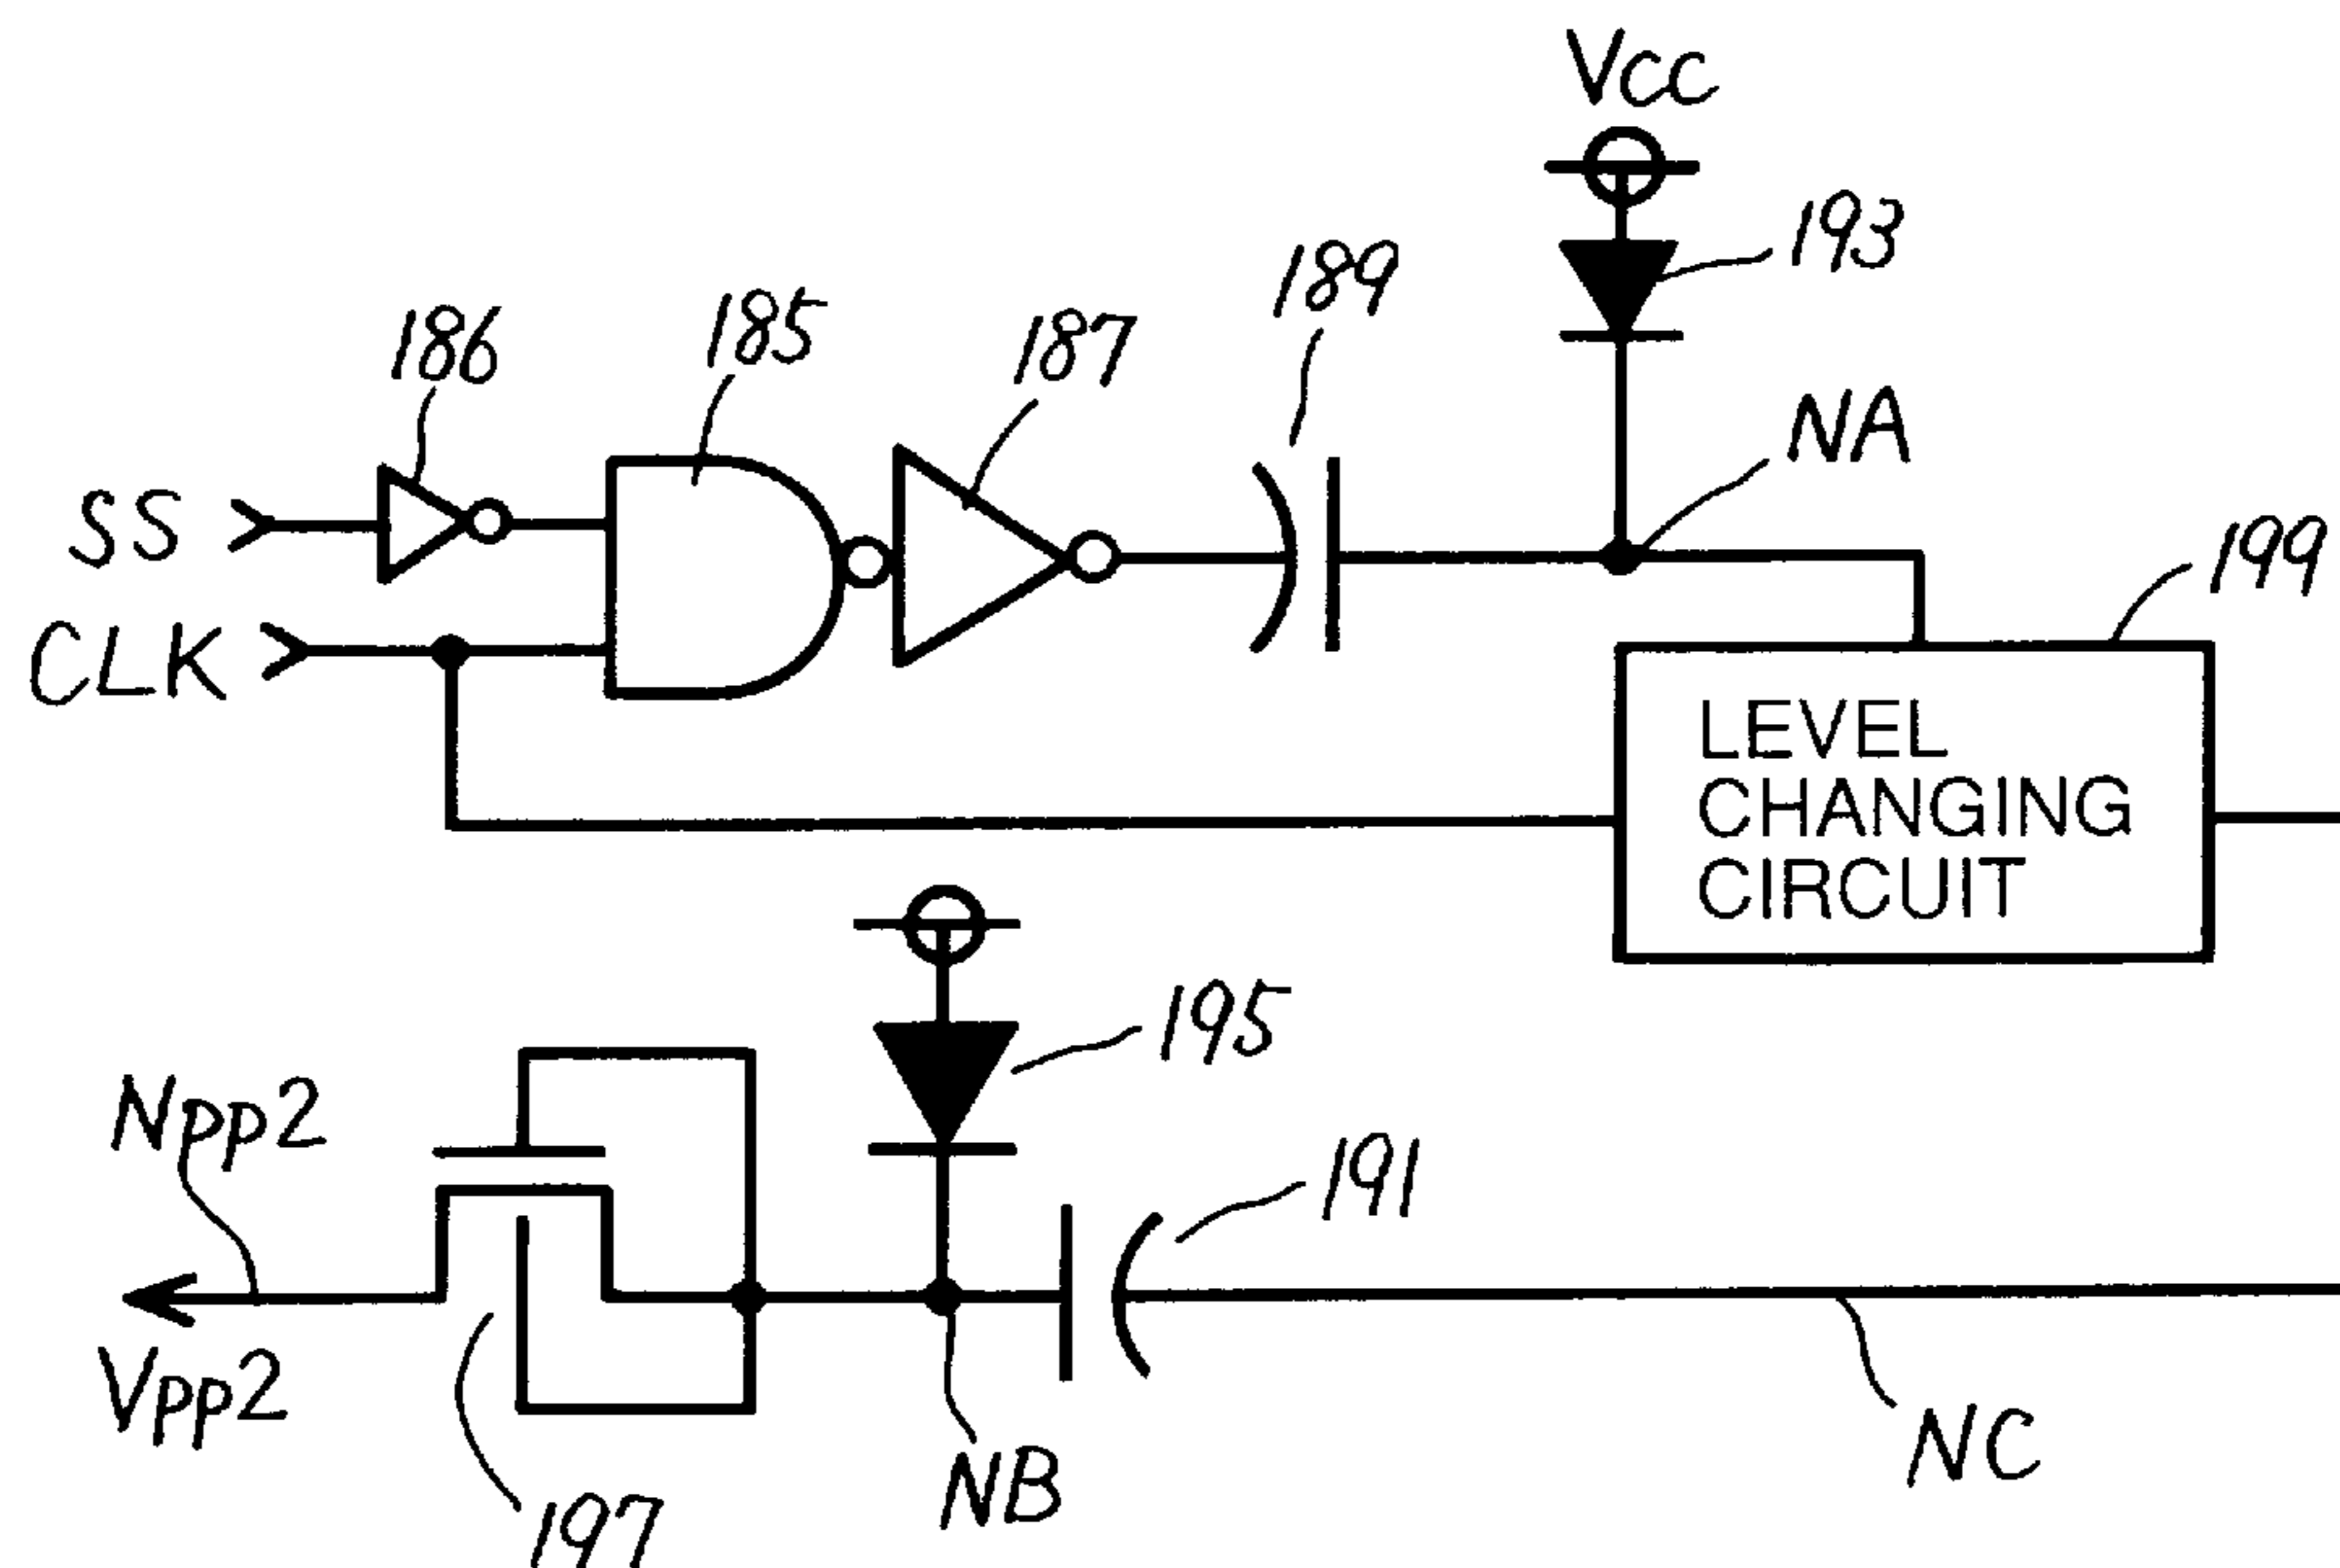 Vcc
193
189
185
187
186
NA
SS
199
CLK
LEVEL
CHANGING
CIRCUIT
195
Npp2
191
Vpp2
NC
NB
197